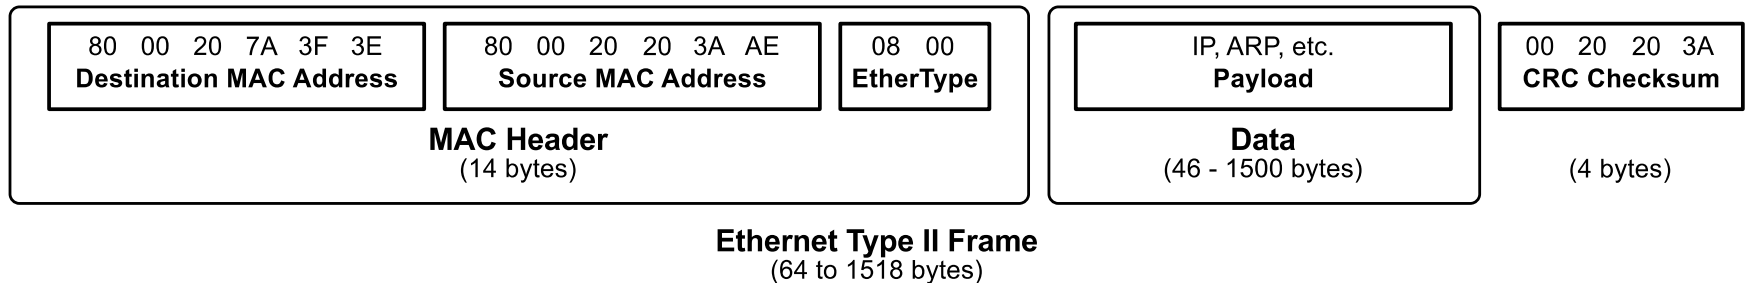 80 00 20 7A 3F 3E
Destination MAC Address
80 00 20 20 3A AE
Source MAC Address
08 00
EtherType
MAC Header
(14 bytes)
IP, ARP, etc.
Payload
Data
(46 - 1500 bytes)
00 20 20 3A
CRC Checksum
(4 bytes)
Ethernet Type II Frame
(64 to 1518 bytes)